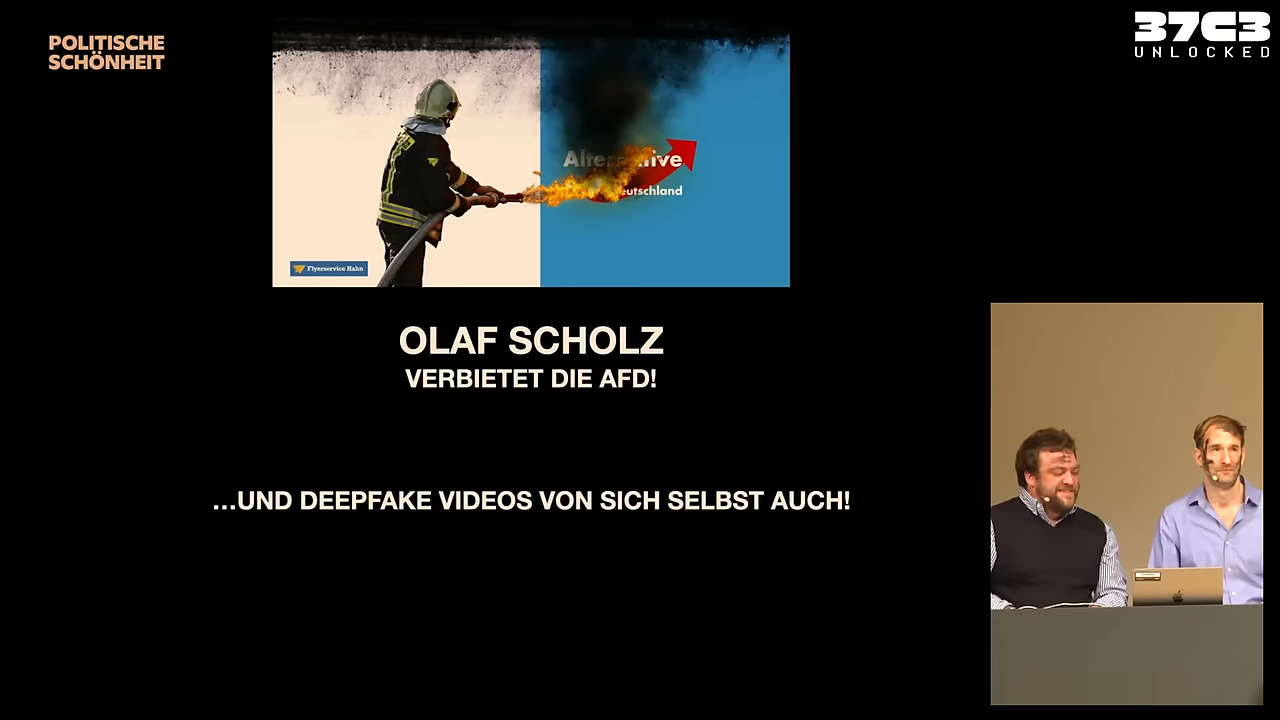 POLITISCHE
SCHÖNHEIT
37C3
UNLOCKED
Flyerservice Hahn
OLAF SCHOLZ
VERBIETET DIE AFD!
...UND DEEPFAKE VIDEOS VON SICH SELBST AUCH!